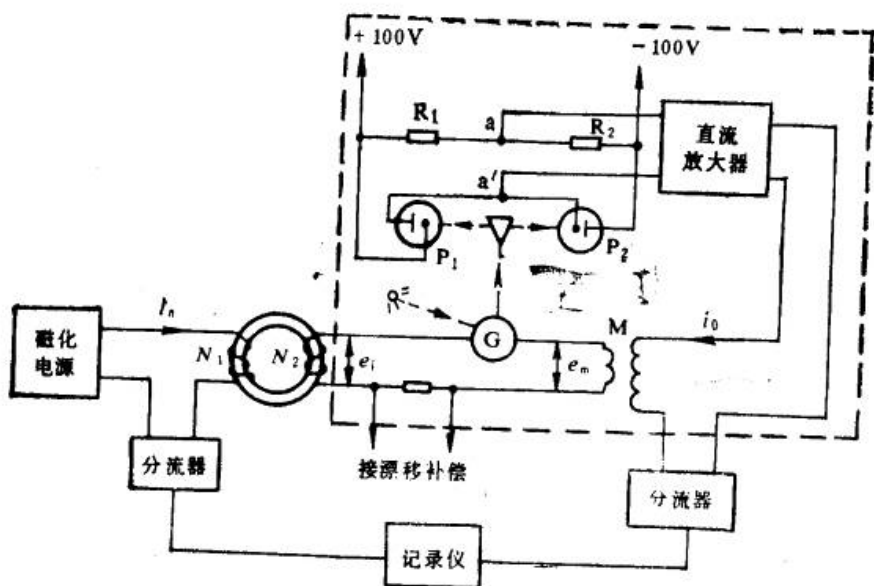 + 100V
− 100V
R₁
a
R₂
直流
放大器
a′
P₁
P₂
Iₙ
G
M
i₀
磁化
电源
N₁
N₂
eᵢ
eₘ
分流器
接漂移补偿
分流器
记录仪